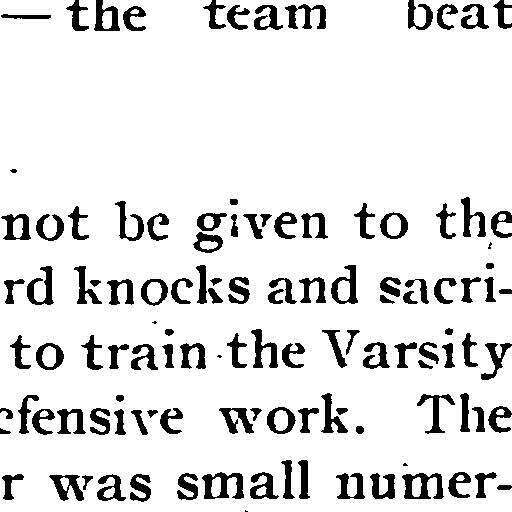 — the team beat
not be given to the
rd knocks and sacri-
to train the Varsity
efensive work. The
r was small numer-